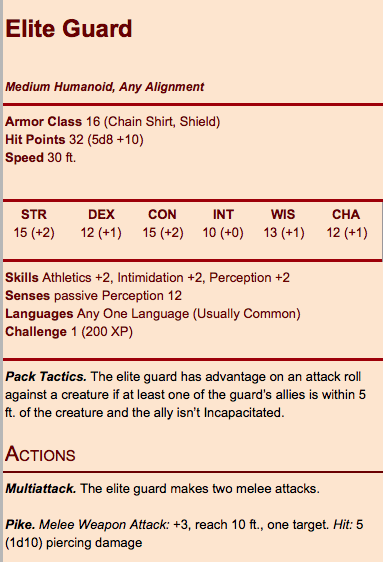 Elite Guard
Medium Humanoid, Any Alignment
Armor Class 16 (Chain Shirt, Shield)
Hit Points 32 (5d8 +10)
Speed 30 ft.
STR DEX CON INT WIS CHA
15 (+2) 12 (+1) 15 (+2) 10 (+0) 13 (+1) 12 (+1)
Skills Athletics +2, Intimidation +2, Perception +2
Senses passive Perception 12
Languages Any One Language (Usually Common)
Challenge 1 (200 XP)
Pack Tactics. The elite guard has advantage on an attack roll
against a creature if at least one of the guard's allies is within 5
ft. of the creature and the ally isn't Incapacitated.
Actions
Multiattack. The elite guard makes two melee attacks.
Pike. Melee Weapon Attack: +3, reach 10 ft., one target. Hit: 5
(1d10) piercing damage